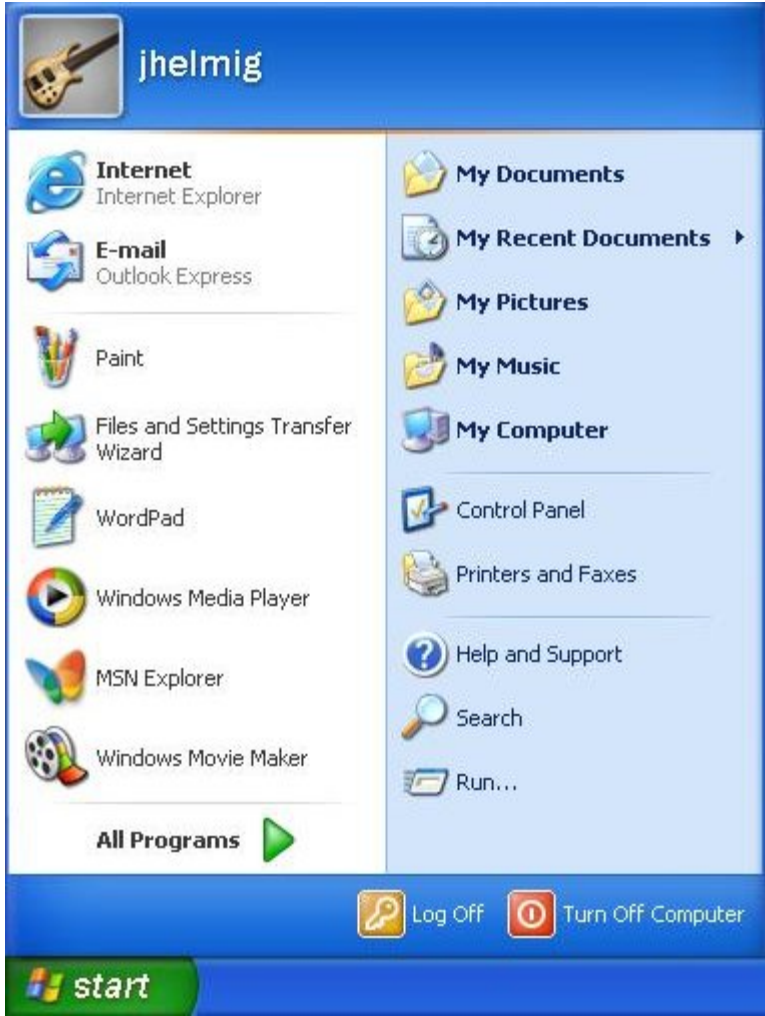 jhelmig
Internet
Internet Explorer
E-mail
Outlook Express
Paint
Files and Settings Transfer
Wizard
WordPad
Windows Media Player
MSN Explorer
Windows Movie Maker
All Programs
My Documents
My Recent Documents
My Pictures
My Music
My Computer
Control Panel
Printers and Faxes
Help and Support
Search
Run...
Log Off
Turn Off Computer
start